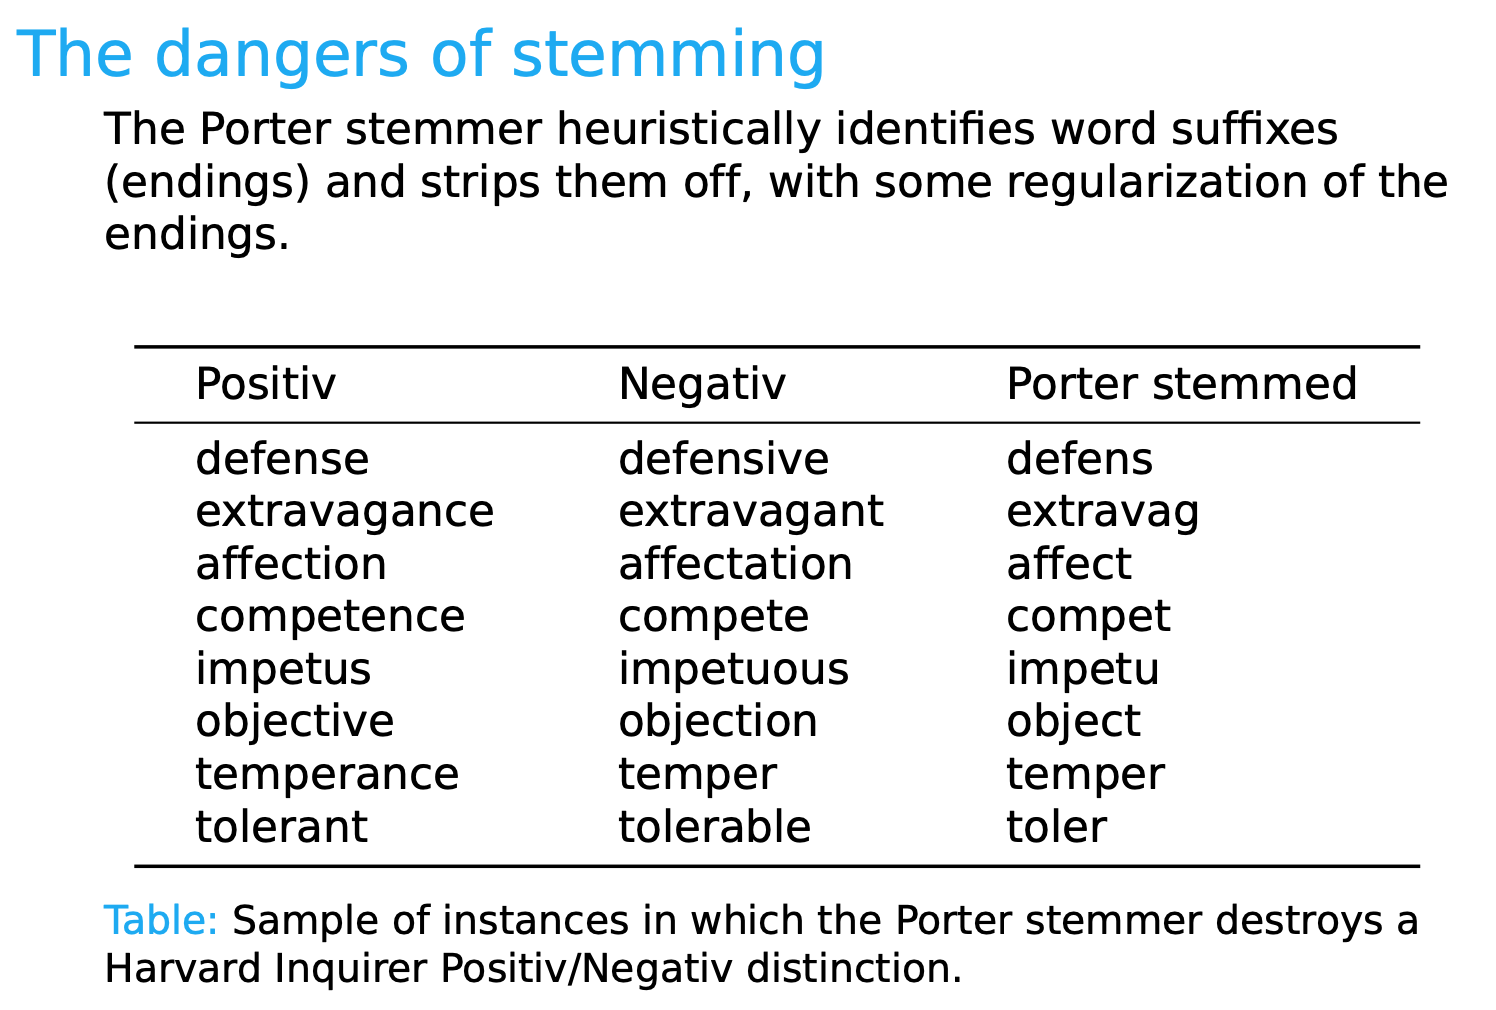 The dangers of stemming
The Porter stemmer heuristically identifies word suffixes
(endings) and strips them off, with some regularization of the
endings.
Positiv Negativ Porter stemmed
defense defensive defens
extravagance extravagant extravag
affection affectation affect
competence compete compet
impetus impetuous impetu
objective objection object
temperance temper temper
tolerant tolerable toler
Table: Sample of instances in which the Porter stemmer destroys a
Harvard Inquirer Positiv/Negativ distinction.